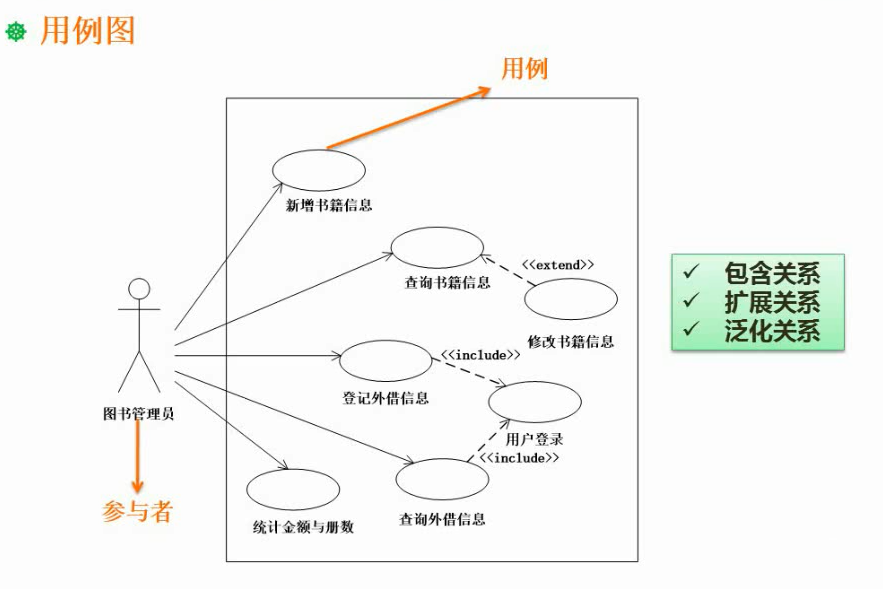 用例图
用例
新增书籍信息
查询书籍信息
<<extend>>
修改书籍信息
✓ 包含关系
✓ 扩展关系
✓ 泛化关系
登记外借信息
<<include>>
用户登录
<<include>>
图书管理员
参与者
统计金额与册数
查询外借信息